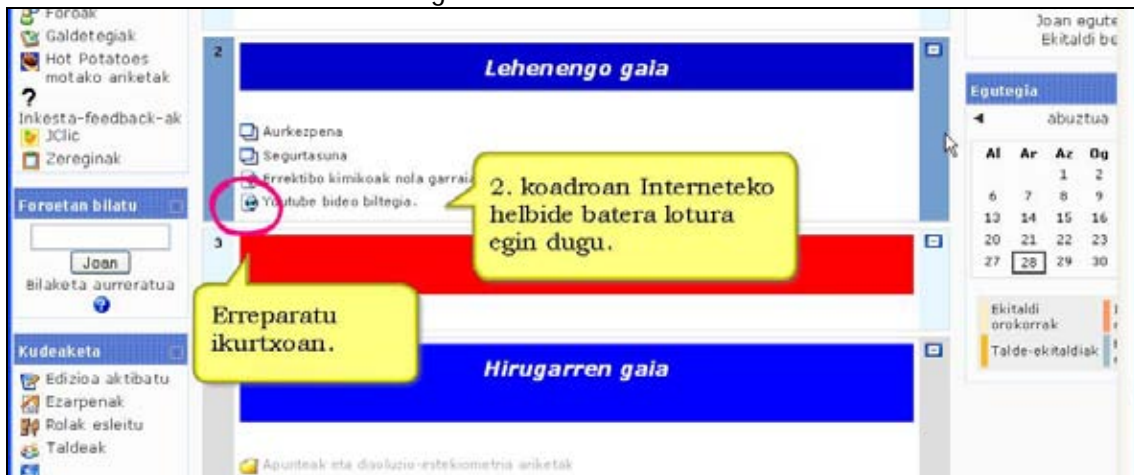 Foroak
Galdetegiak
Hot Potatoes
motako ariketak
?
Inkesta-feedback-ak
JClic
Zereginak
Foroetan bilatu
Joan
Bilaketa aurreratua
Kudeaketa
Edizioa aktibatu
Ezarpenak
Rolak esleitu
Taldeak
2
Lehenengo gaia
Aurkezpena
Segurtasuna
Errektibo kimikoak nola
Youtube bideo biltegia.
2. koadroan Interneteko
helbide batera lotura
egin dugu.
3
Erreparatu
ikurtxoan.
Hirugarren gaia
Apunteak eta disoluzio-estekiometria ariketak
Joan
Ekitaldi
Egutegia
abuztua
Al Ar Az Og
1 2
6 7 8 9
13 14 15 16
20 21 22 23
27 28 29 30
Ekitaldi
orokorrak
Talde-ekitaldiak